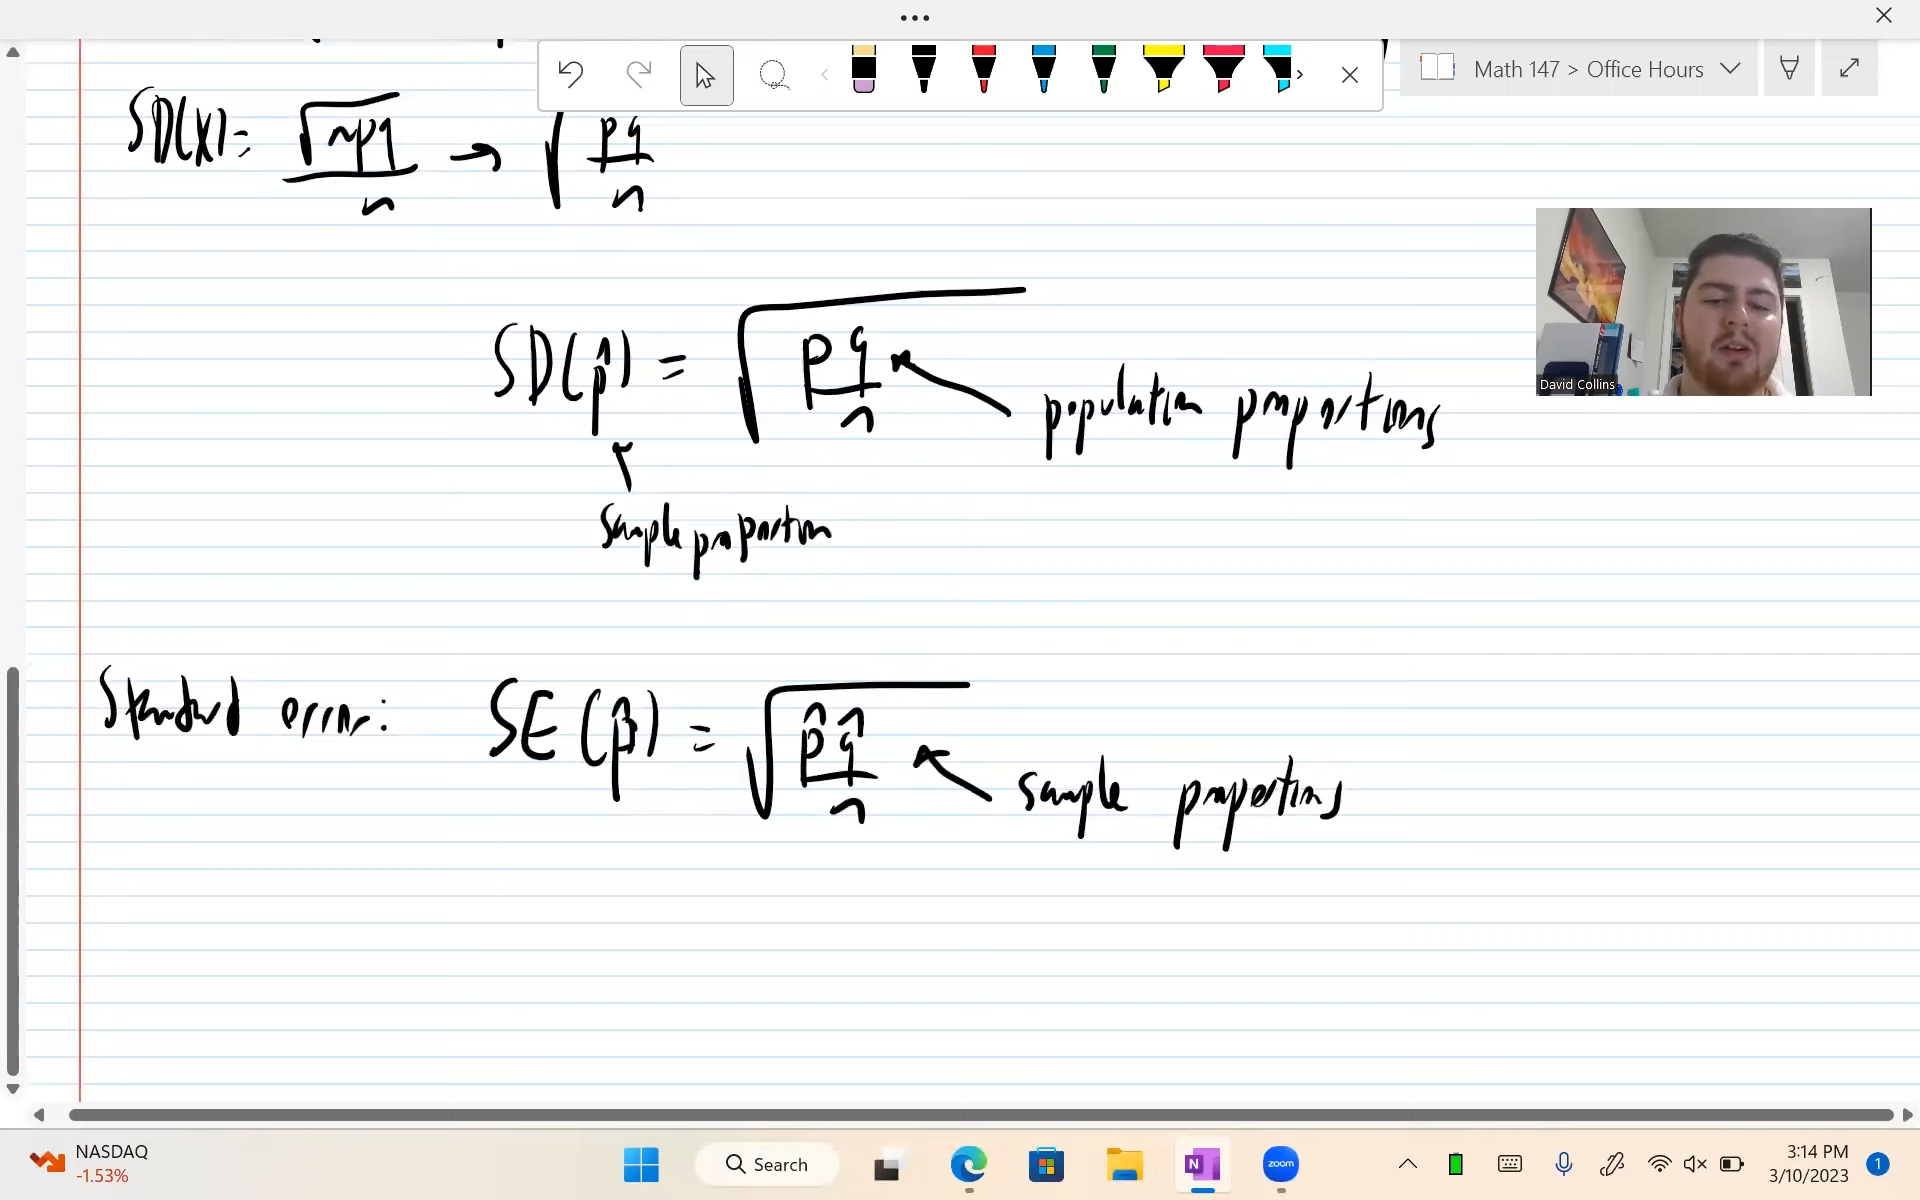 Math 147 > Office Hours
SD(X) = √npq / n → √(pq / n)
SD(p̂) = √(pq / n)
population proportions
sample proportion
David Collins
Standard error: SE(p̂) = √(p̂q̂ / n)
sample proportions
NASDAQ
-1.53%
Search
N
zoom
3:14 PM
3/10/2023
1